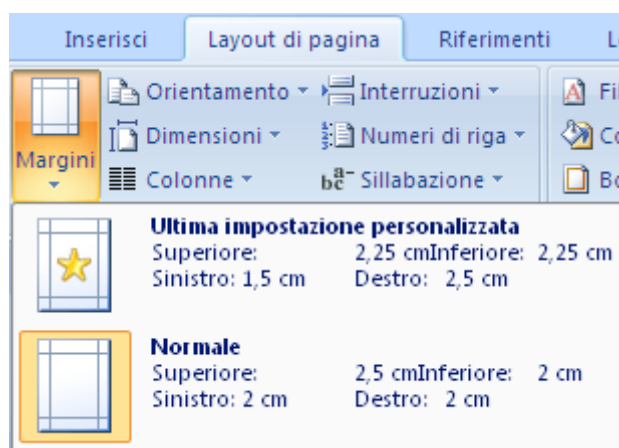 Inserisci Layout di pagina Riferimenti
Orientamento Interruzioni
Dimensioni Numeri di riga
Margini
Colonne Sillabazione
Ultima impostazione personalizzata
Superiore: 2,25 cmInferiore: 2,25 cm
Sinistro: 1,5 cm Destro: 2,5 cm
Normale
Superiore: 2,5 cmInferiore: 2 cm
Sinistro: 2 cm Destro: 2 cm